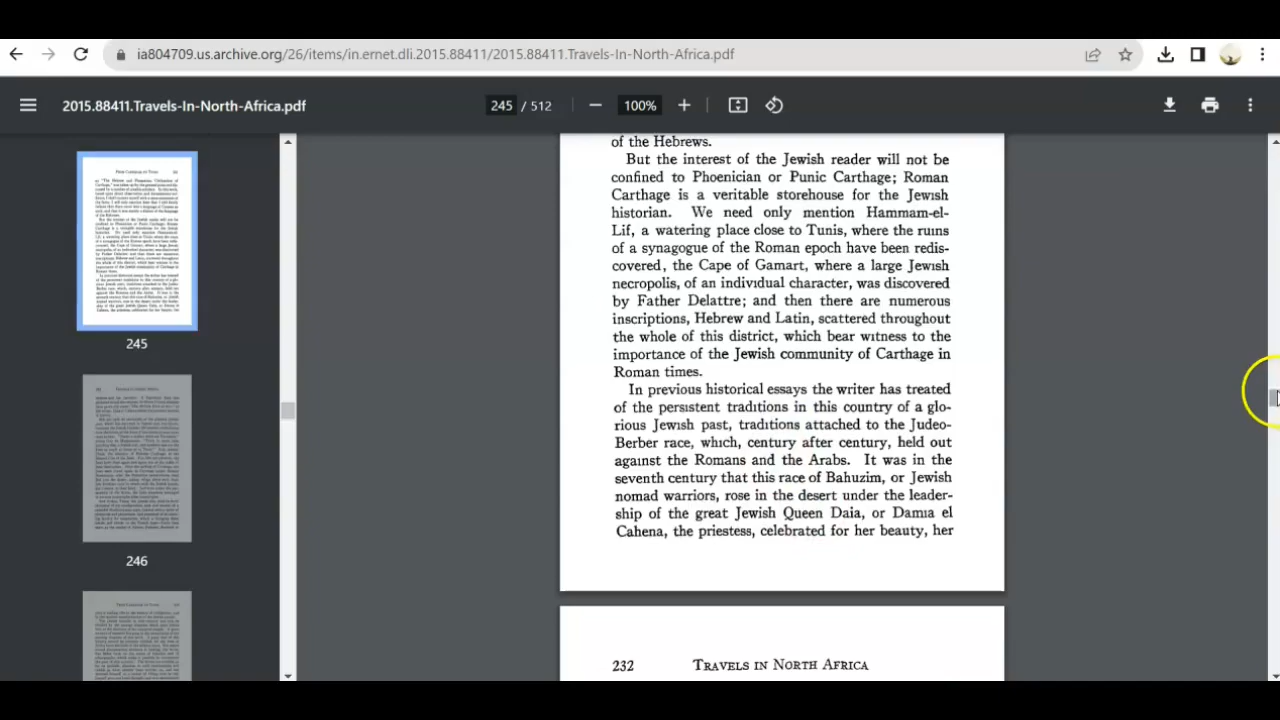 ia804709.us.archive.org/26/items/in.ernet.dli.2015.88411/2015.88411.Travels-In-North-Africa.pdf
2015.88411.Travels-In-North-Africa.pdf
245 / 512
100%
245
246
of the Hebrews.
But the interest of the Jewish reader will not be
confined to Phoenician or Punic Carthage; Roman
Carthage is a veritable storehouse for the Jewish
historian. We need only mention Hammam-el-
Lif, a watering place close to Tunis, where the ruins
of a synagogue of the Roman epoch have been redis-
covered, the Cape of Gamart, where a large Jewish
necropolis, of an individual character, was discovered
by Father Delattre; and then there are numerous
inscriptions, Hebrew and Latin, scattered throughout
the whole of this district, which bear witness to the
importance of the Jewish community of Carthage in
Roman times.
In previous historical essays the writer has treated
of the persistent traditions in this country of a glo-
rious Jewish past, traditions attached to the Judeo-
Berber race, which, century after century, held out
against the Romans and the Arabs. It was in the
seventh century that this race of Bahuzim, or Jewish
nomad warriors, rose in the desert under the leader-
ship of the great Jewish Queen Daia, or Damia el
Cahena, the priestess, celebrated for her beauty, her
232 TRAVELS IN NORTH AFRICA